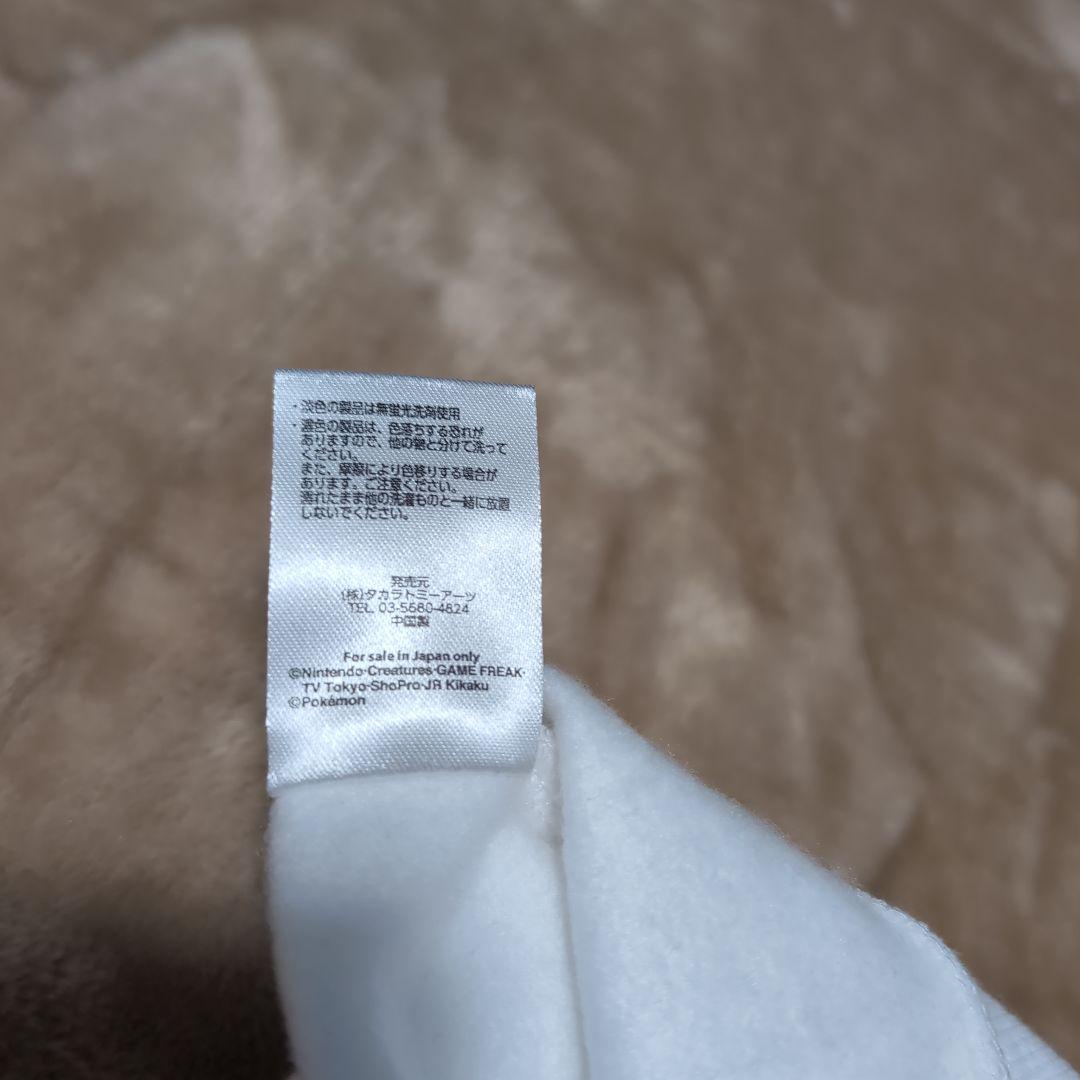 ・淡色の製品は無蛍光洗剤使用
・濃色の製品は、色落ちする恐れが
ありますので、他の物と分けて洗って
ください。
また、摩擦により色移りする場合が
あります。ご注意ください。
濡れたまま他の洗濯ものと一緒に放置
しないでください。
発売元
(株)タカラトミーアーツ
TEL 03-5680-4824
中国製
For sale in Japan only
©Nintendo·Creatures·GAME FREAK·
TV Tokyo·ShoPro·JR Kikaku
©Pokémon